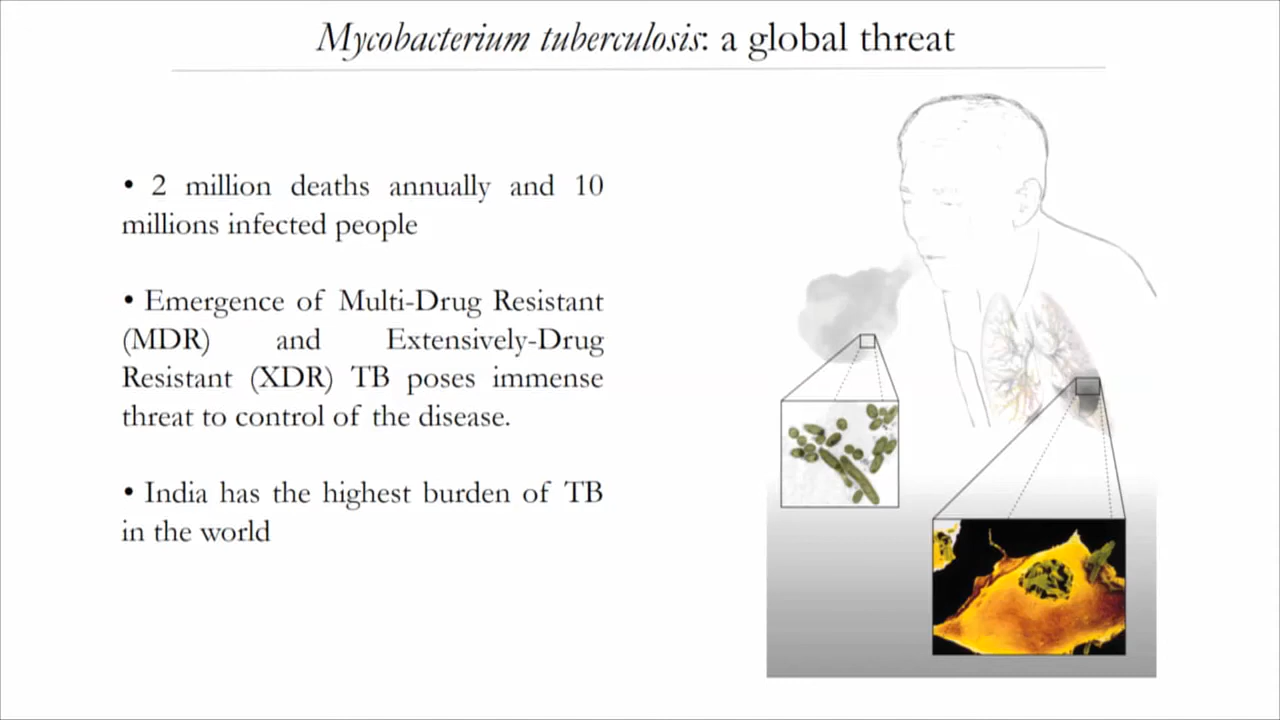 Mycobacterium tuberculosis: a global threat
• 2 million deaths annually and 10
millions infected people
• Emergence of Multi-Drug Resistant
(MDR) and Extensively-Drug
Resistant (XDR) TB poses immense
threat to control of the disease.
• India has the highest burden of TB
in the world